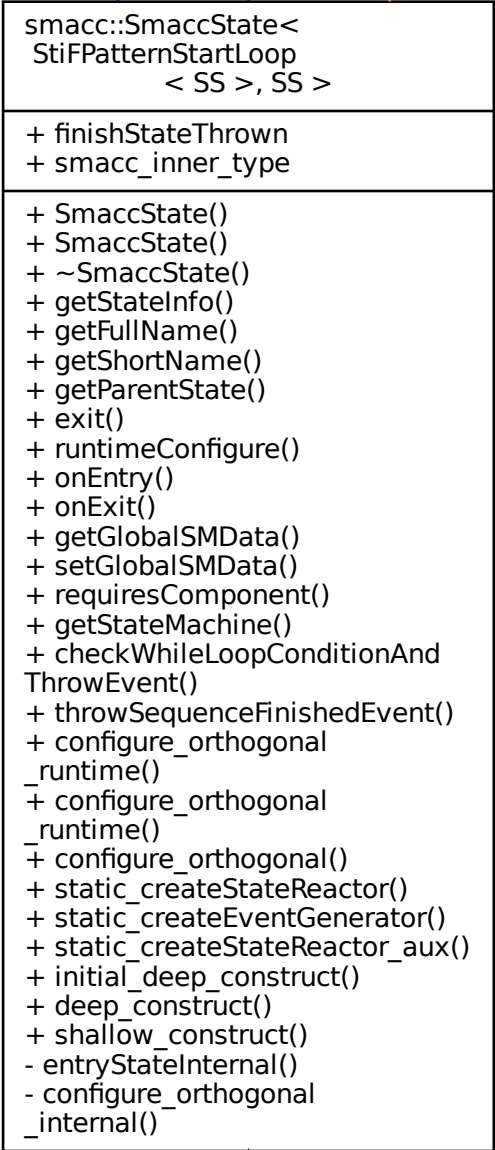 smacc::SmaccState<
StiFPatternStartLoop
< SS >, SS >
+ finishStateThrown
+ smacc_inner_type
+ SmaccState()
+ SmaccState()
+ ~SmaccState()
+ getStateInfo()
+ getFullName()
+ getShortName()
+ getParentState()
+ exit()
+ runtimeConfigure()
+ onEntry()
+ onExit()
+ getGlobalSMData()
+ setGlobalSMData()
+ requiresComponent()
+ getStateMachine()
+ checkWhileLoopConditionAnd
ThrowEvent()
+ throwSequenceFinishedEvent()
+ configure_orthogonal
_runtime()
+ configure_orthogonal
_runtime()
+ configure_orthogonal()
+ static_createStateReactor()
+ static_createEventGenerator()
+ static_createStateReactor_aux()
+ initial_deep_construct()
+ deep_construct()
+ shallow_construct()
- entryStateInternal()
- configure_orthogonal
_internal()